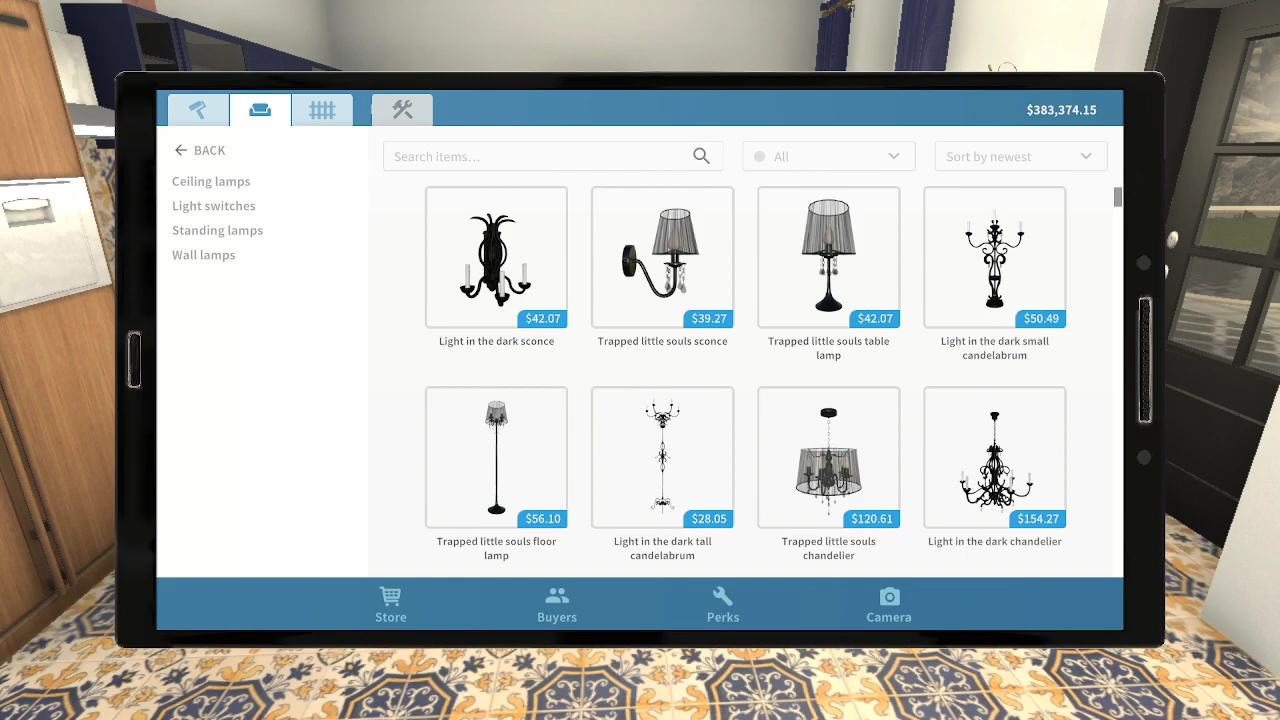 $383,374.15
BACK
Search items...
All
Sort by newest
Ceiling lamps
Light switches
Standing lamps
Wall lamps
$42.07
$39.27
$42.07
$50.49
Light in the dark sconce
Trapped little souls sconce
Trapped little souls table
lamp
Light in the dark small
candelabrum
$56.10
$28.05
$120.61
$154.27
Trapped little souls floor
lamp
Light in the dark tall
candelabrum
Trapped little souls
chandelier
Light in the dark chandelier
Store
Buyers
Perks
Camera